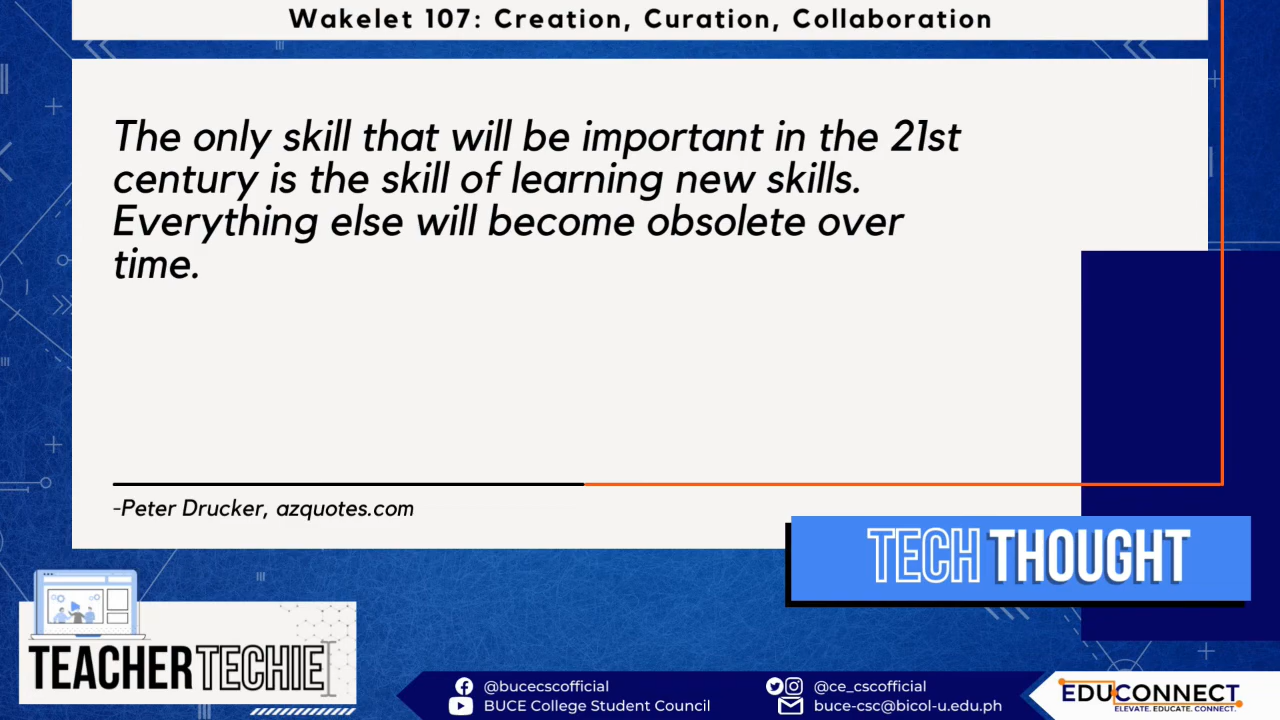 Wakelet 107: Creation, Curation, Collaboration
The only skill that will be important in the 21st
century is the skill of learning new skills.
Everything else will become obsolete over
time.
-Peter Drucker, azquotes.com
TECH THOUGHT
TEACHERTECHIE
@bucecscofficial
BUCE College Student Council
@ce_cscofficial
buce-csc@bicol-u.edu.ph
EDUCONNECT
ELEVATE. EDUCATE. CONNECT.